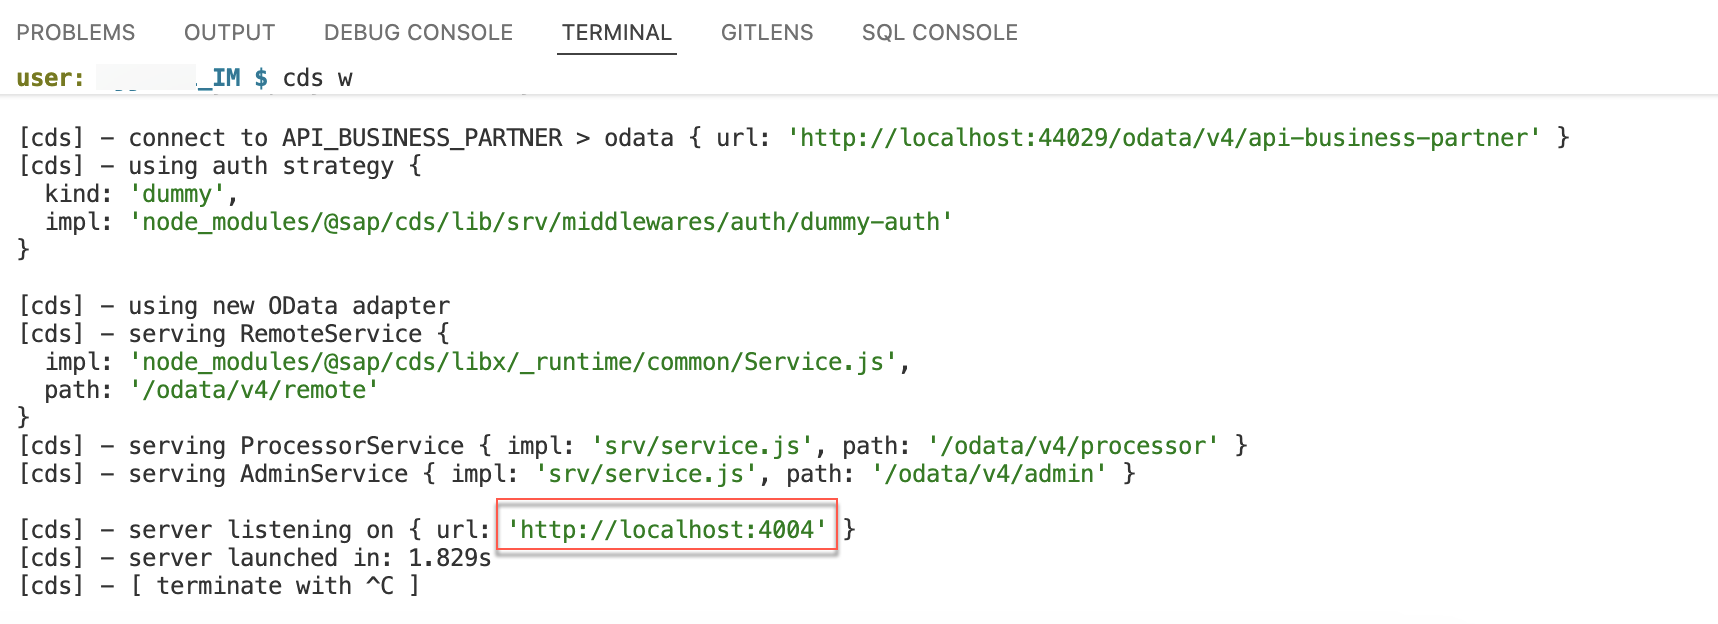 PROBLEMS OUTPUT DEBUG CONSOLE TERMINAL GITLENS SQL CONSOLE
user: _IM $ cds w
[cds] - connect to API_BUSINESS_PARTNER > odata { url: 'http://localhost:44029/odata/v4/api-business-partner' }
[cds] - using auth strategy {
  kind: 'dummy',
  impl: 'node_modules/@sap/cds/lib/srv/middlewares/auth/dummy-auth'
}
[cds] - using new OData adapter
[cds] - serving RemoteService {
  impl: 'node_modules/@sap/cds/libx/_runtime/common/Service.js',
  path: '/odata/v4/remote'
}
[cds] - serving ProcessorService { impl: 'srv/service.js', path: '/odata/v4/processor' }
[cds] - serving AdminService { impl: 'srv/service.js', path: '/odata/v4/admin' }
[cds] - server listening on { url: 'http://localhost:4004' }
[cds] - server launched in: 1.829s
[cds] - [ terminate with ^C ]